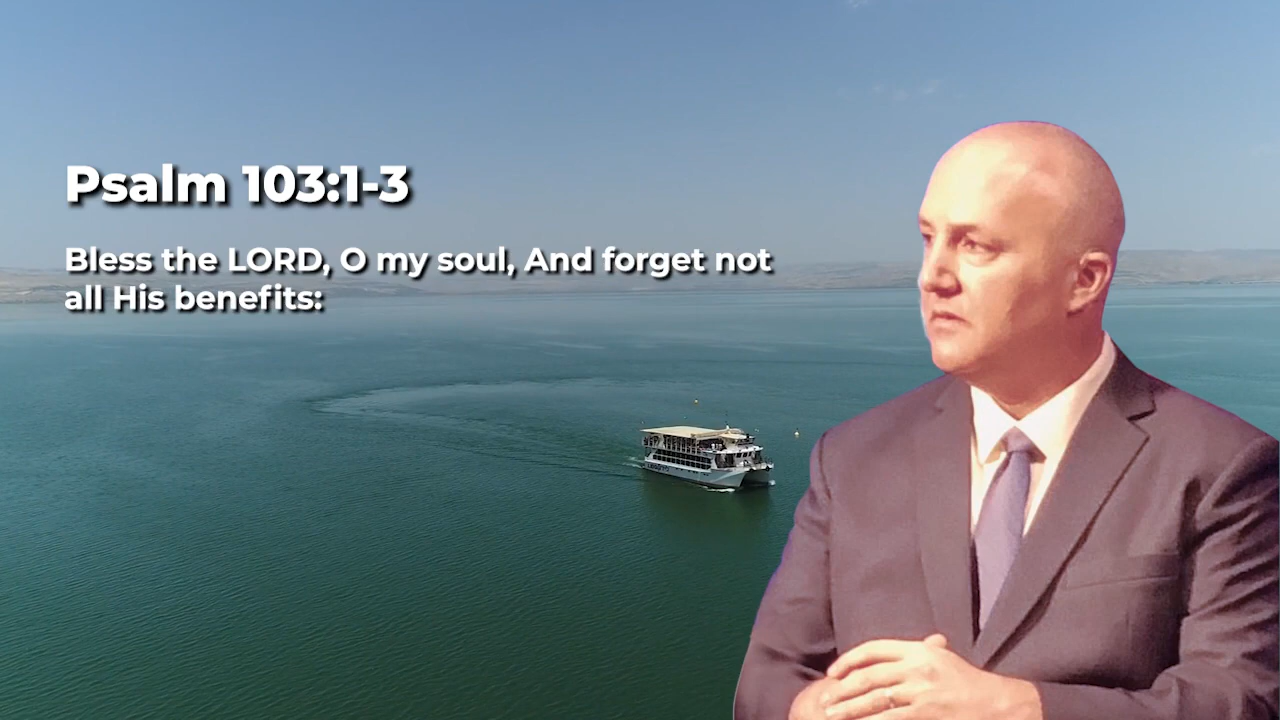 Psalm 103:1-3
Bless the LORD, O my soul, And forget not
all His benefits: